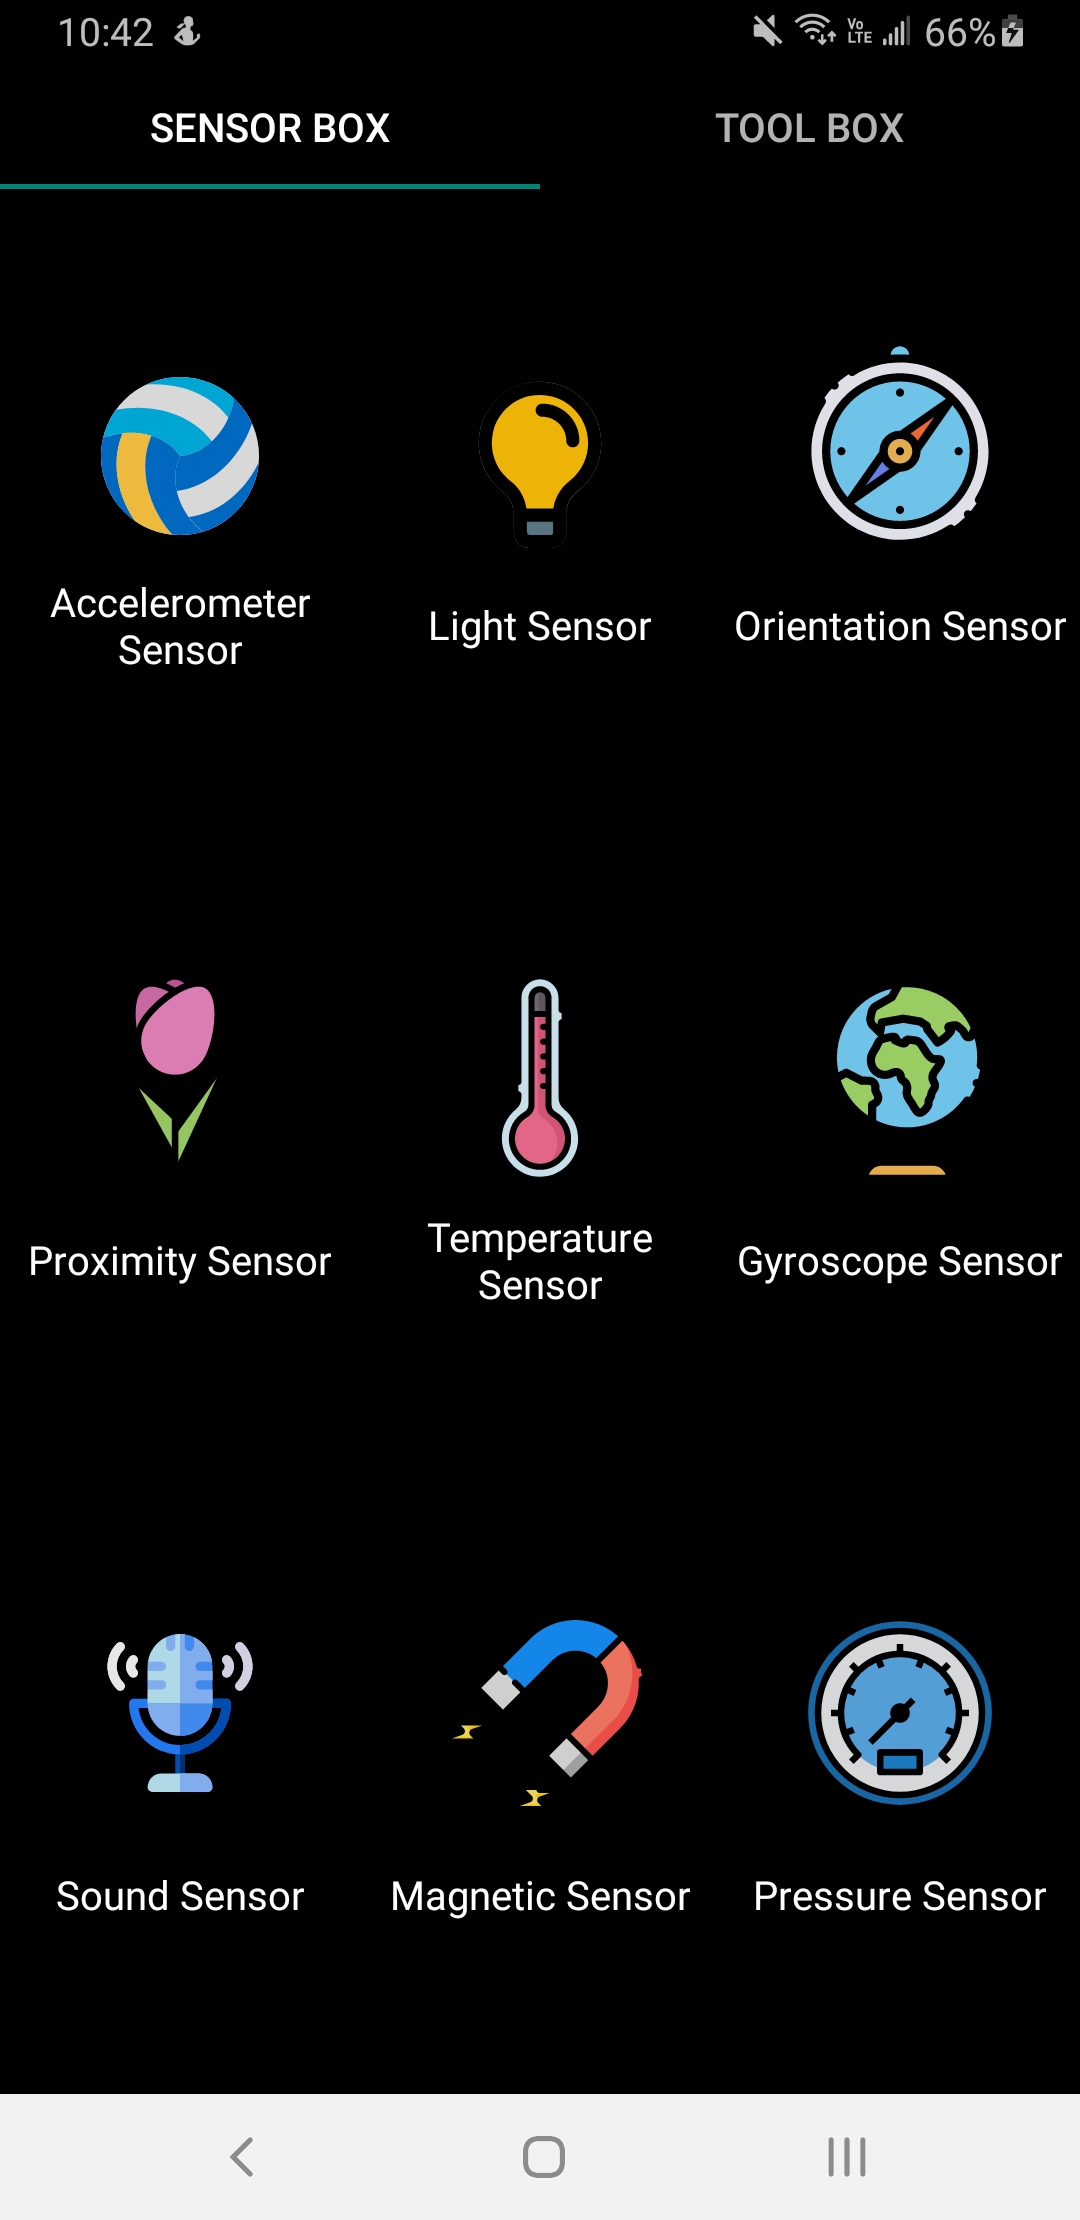 10:42
Vo
LTE
66%
SENSOR BOX
TOOL BOX
Accelerometer
Sensor
Light Sensor
Orientation Sensor
Proximity Sensor
Temperature
Sensor
Gyroscope Sensor
Sound Sensor
Magnetic Sensor
Pressure Sensor